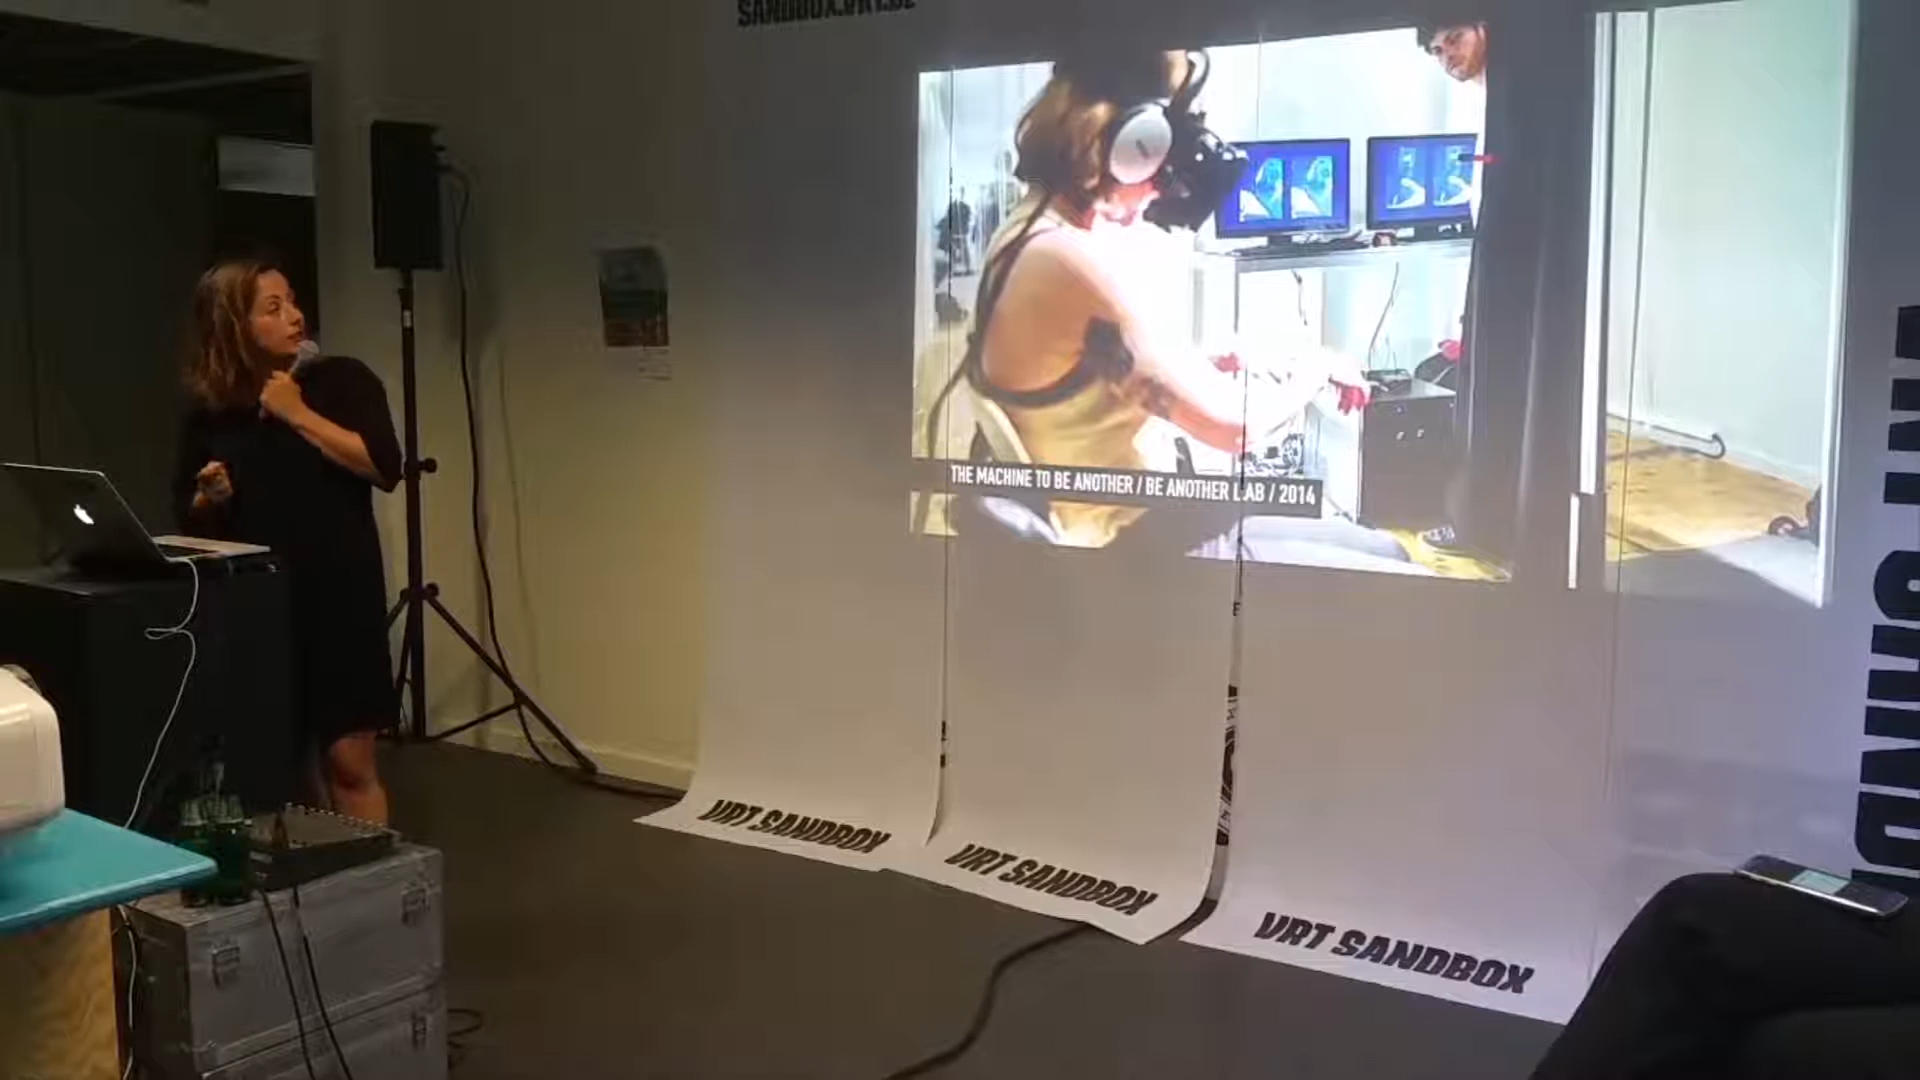 SANDBOX.VRT.BE
THE MACHINE TO BE ANOTHER / BE ANOTHER LAB / 2014
VRT SANDBOX
VRT SANDBOX
VRT SANDBOX